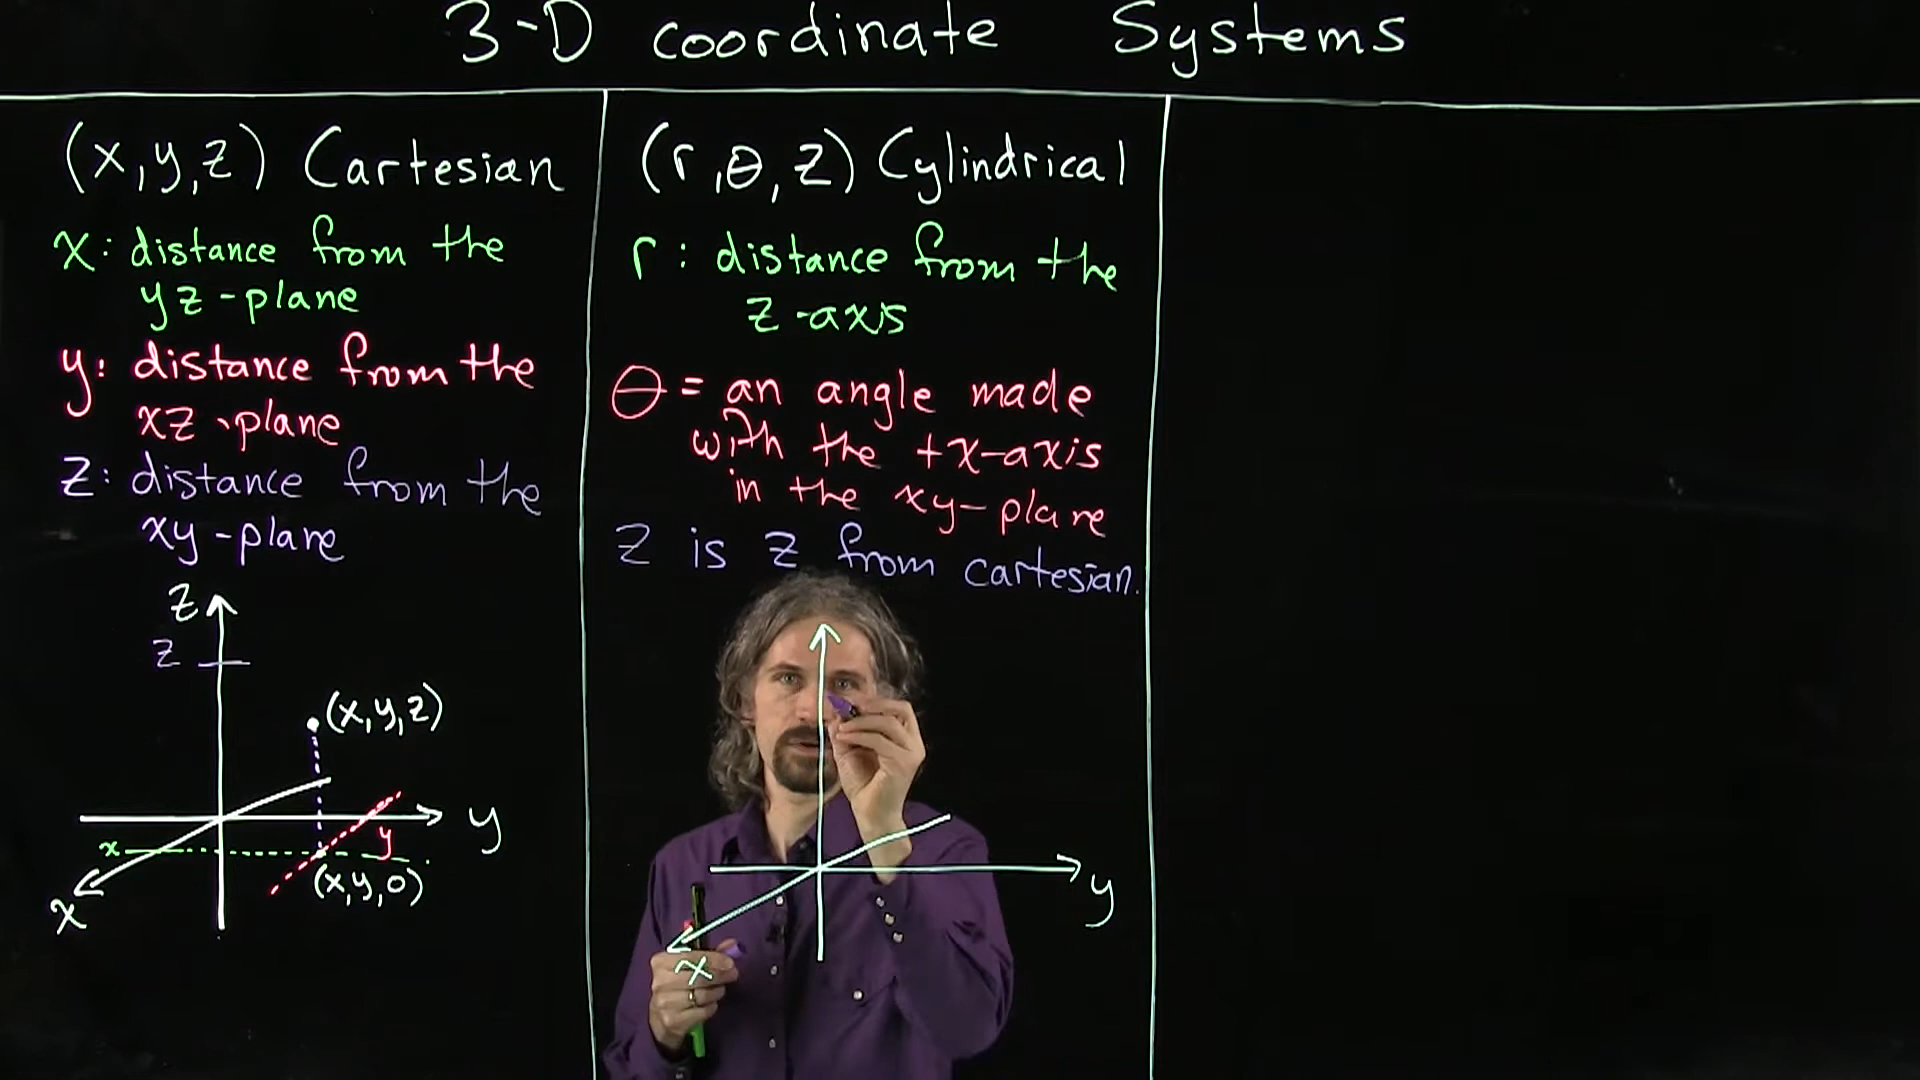 3-D coordinate Systems
(x,y,z) Cartesian
x: distance from the
yz-plane
y: distance from the
xz-plane
z: distance from the
xy-plane
z
z
(x,y,z)
y
x
y
(x,y,0)
x
(r,θ,z) Cylindrical
r: distance from the
z-axis
θ = an angle made
with the +x-axis
in the xy-plane
z is z from cartesian.
y
x